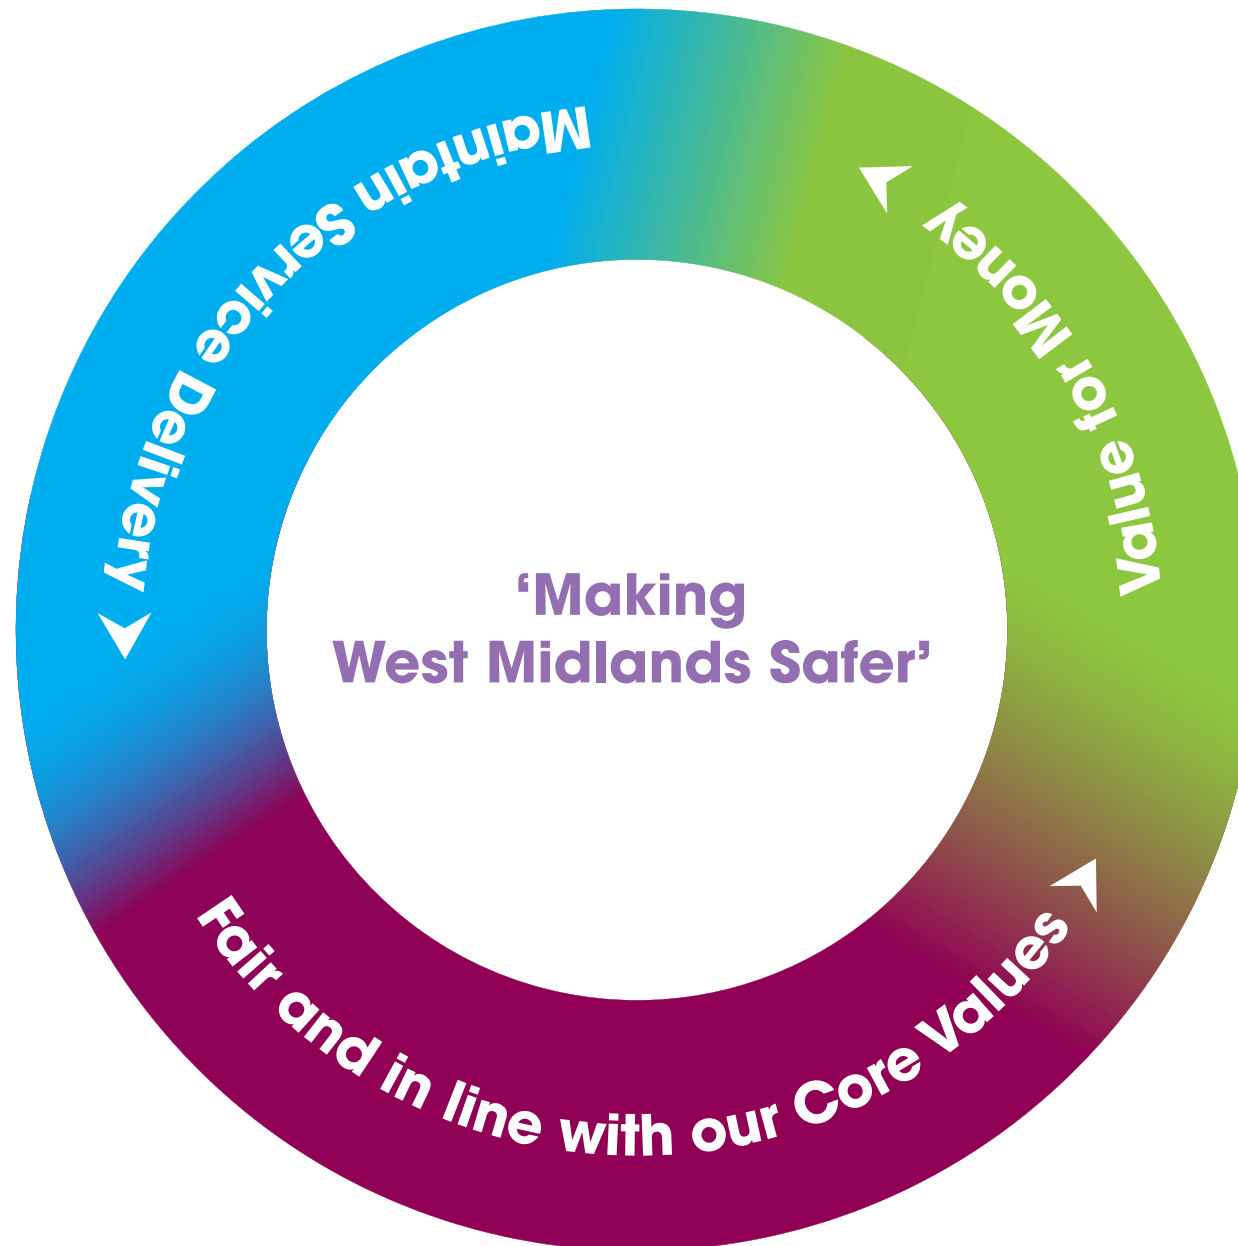 Maintain Service Delivery
Value for Money
‘Making
West Midlands Safer’
Fair and in line with our Core Values